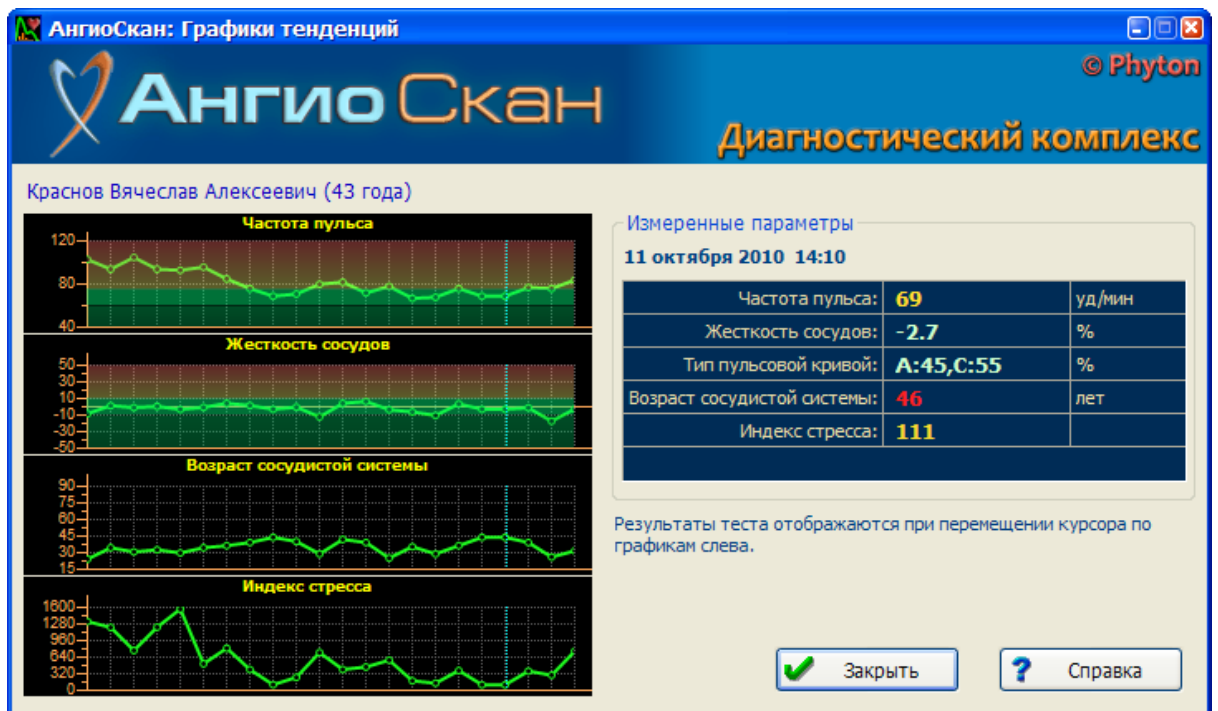 АнгиоСкан: Графики тенденций
© Phyton
Ангио Скан
Диагностический комплекс
Краснов Вячеслав Алексеевич (43 года)
Частота пульса
120
80
40
Жесткость сосудов
50
30
10
-10
-30
-50
Возраст сосудистой системы
90
75
60
45
30
15
Индекс стресса
1600
1280
960
640
320
0
Измеренные параметры
11 октября 2010 14:10
Частота пульса: 69 уд/мин
Жесткость сосудов: -2.7 %
Тип пульсовой кривой: A:45,C:55 %
Возраст сосудистой системы: 46 лет
Индекс стресса: 111
Результаты теста отображаются при перемещении курсора по
графикам слева.
Закрыть
? Справка